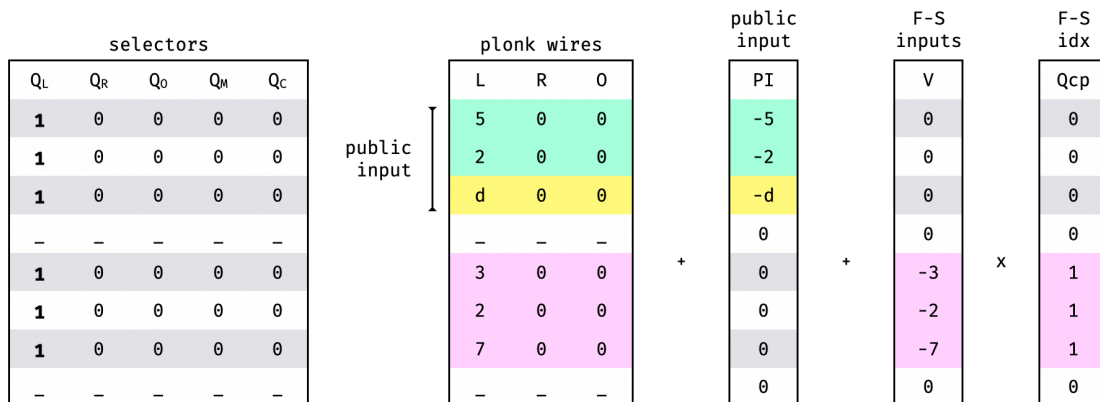 selectors plonk wires public input F-S inputs F-S idx
QL QR QO QM QC L R O PI V Qcp
1 0 0 0 0 5 0 0 -5 0 0
1 0 0 0 0 2 0 0 -2 0 0
public input
1 0 0 0 0 d 0 0 -d 0 0
_ _ _ _ _ _ _ _ 0 0 0
1 0 0 0 0 3 0 0 + 0 + -3 x 1
1 0 0 0 0 2 0 0 0 -2 1
1 0 0 0 0 7 0 0 0 -7 1
_ _ _ _ _ _ _ _ 0 0 0